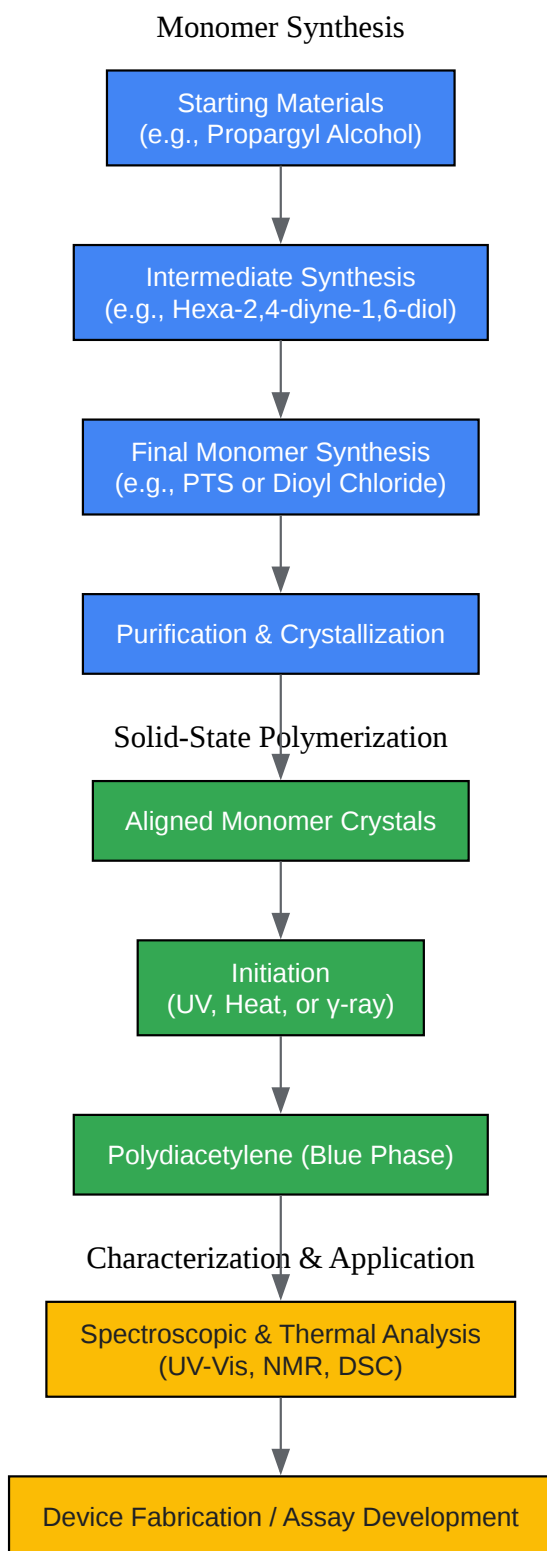 Monomer Synthesis
Starting Materials
(e.g., Propargyl Alcohol)
Intermediate Synthesis
(e.g., Hexa-2,4-diyne-1,6-diol)
Final Monomer Synthesis
(e.g., PTS or Dioyl Chloride)
Purification & Crystallization
Solid-State Polymerization
Aligned Monomer Crystals
Initiation
(UV, Heat, or γ-ray)
Polydiacetylene (Blue Phase)
Characterization & Application
Spectroscopic & Thermal Analysis
(UV-Vis, NMR, DSC)
Device Fabrication / Assay Development